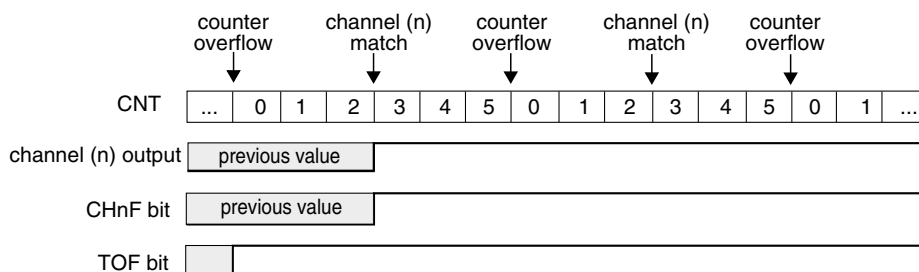 counter overflow
channel (n) match
counter overflow
channel (n) match
counter overflow
CNT ... 0 1 2 3 4 5 0 1 2 3 4 5 0 1 ...
channel (n) output previous value
CHnF bit previous value
TOF bit